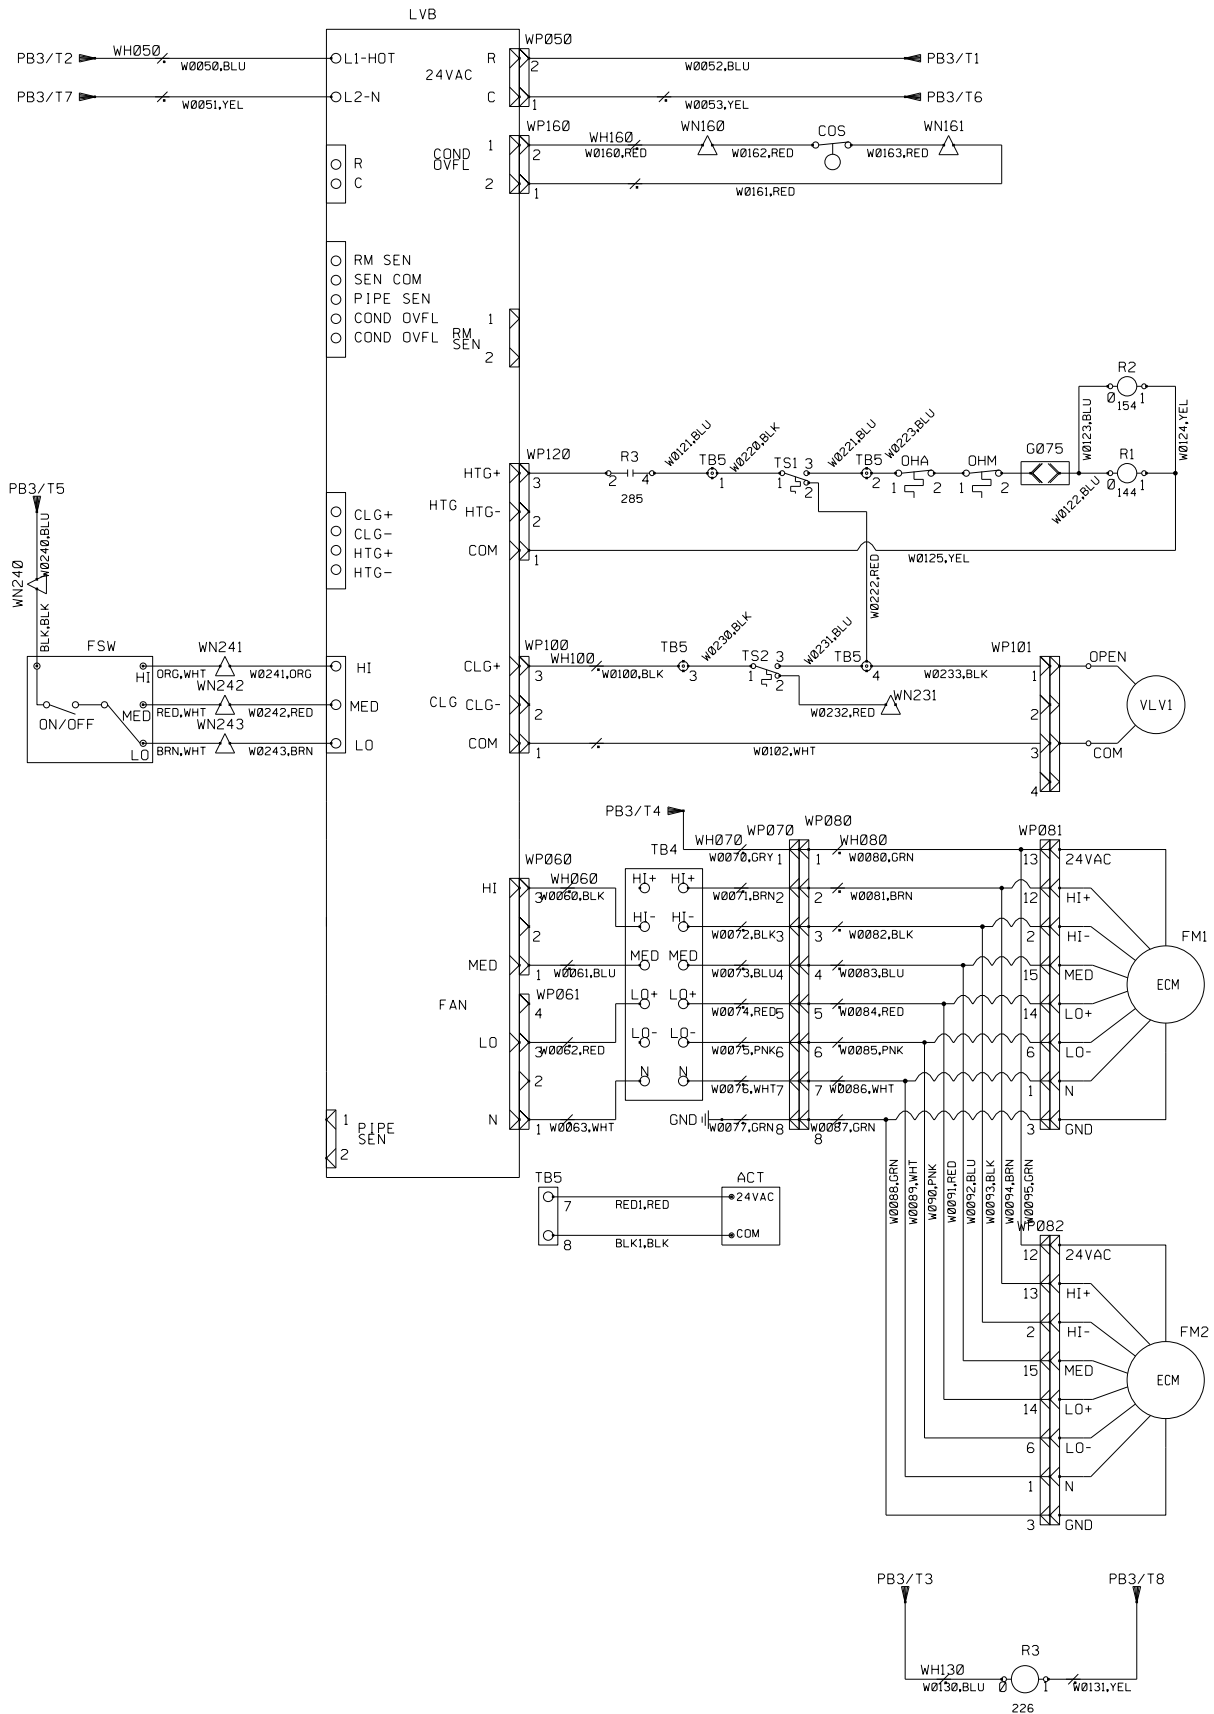 LVB
PB3/T2
WH050
W0050,BLU
L1-HOT
24VAC
R
WP050
2
W0052,BLU
PB3/T1
PB3/T7
W0051,YEL
L2-N
C
1
W0053,YEL
PB3/T6
WP160
WH160
WN160
COS
WN161
COND
OVFL
1
2
W0160,RED
W0162,RED
W0163,RED
R
C
2
1
W0161,RED
RM SEN
SEN COM
PIPE SEN
COND OVFL
COND OVFL
RM
SEN
1
2
R2
0
154
1
W0123,BLU
W0124,YEL
WP120
HTG+
3
R3
2
4
285
W0121,BLU
TB5
1
W0220,BLK
TS1
1
3
2
W0221,BLU
TB5
2
W0223,BLU
OHA
1
2
OHM
1
2
G075
W0122,BLU
R1
0
144
1
HTG
HTG-
2
COM
1
W0125,YEL
W0222,RED
PB3/T5
W0240,BLU
WN240
BLK,BLK
CLG+
CLG-
HTG+
HTG-
FSW
WN241
HI
ORG,WHT
W0241,ORG
HI
WN242
ON/OFF
MED
RED,WHT
W0242,RED
MED
WN243
LO
BRN,WHT
W0243,BRN
LO
WP100
CLG+
3
WH100
W0100,BLK
TB5
3
W0230,BLK
TS2
1
3
2
W0231,BLU
TB5
4
W0233,BLK
WP101
1
OPEN
CLG
CLG-
2
W0232,RED
WN231
2
VLV1
COM
1
W0102,WHT
3
COM
4
PB3/T4
WH070
WP070
WP080
WH080
WP081
TB4
W0070,GRY
1
1
W0080,GRN
13
24VAC
WP060
HI
3
WH060
W0060,BLK
HI+
HI+
W0071,BRN
2
2
W0081,BRN
12
HI+
2
HI-
HI-
W0072,BLK
3
3
W0082,BLK
2
HI-
FM1
MED
1
W0061,BLU
MED
MED
W0073,BLU
4
4
W0083,BLU
15
MED
ECM
WP061
FAN
4
LO+
LO+
W0074,RED
5
5
W0084,RED
14
LO+
LO
3
W0062,RED
LO-
LO-
W0075,PNK
6
6
W0085,PNK
6
LO-
2
N
N
W0076,WHT
7
7
W0086,WHT
1
N
N
1
W0063,WHT
GND
W0077,GRN
8
8
W0087,GRN
3
GND
1
PIPE
SEN
2
TB5
7
RED1,RED
ACT
24VAC
8
BLK1,BLK
COM
W0088,GRN
W0089,WHT
W090,PNK
W0091,RED
W0092,BLU
W0093,BLK
W0094,BRN
W0095,GRN
WP082
12
24VAC
13
HI+
2
HI-
FM2
15
MED
ECM
14
LO+
6
LO-
1
N
3
GND
PB3/T3
PB3/T8
WH130
W0130,BLU
R3
0
1
226
W0131,YEL